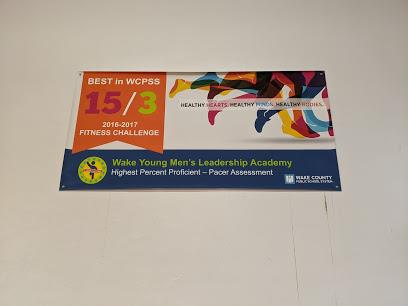 BEST in WCPSS
15/3
2016-2017
FITNESS CHALLENGE
HEALTHY HEARTS. HEALTHY MINDS. HEALTHY BODIES.
Wake Young Men's Leadership Academy
Highest Percent Proficient – Pacer Assessment
WAKE COUNTY
PUBLIC SCHOOL SYSTEM